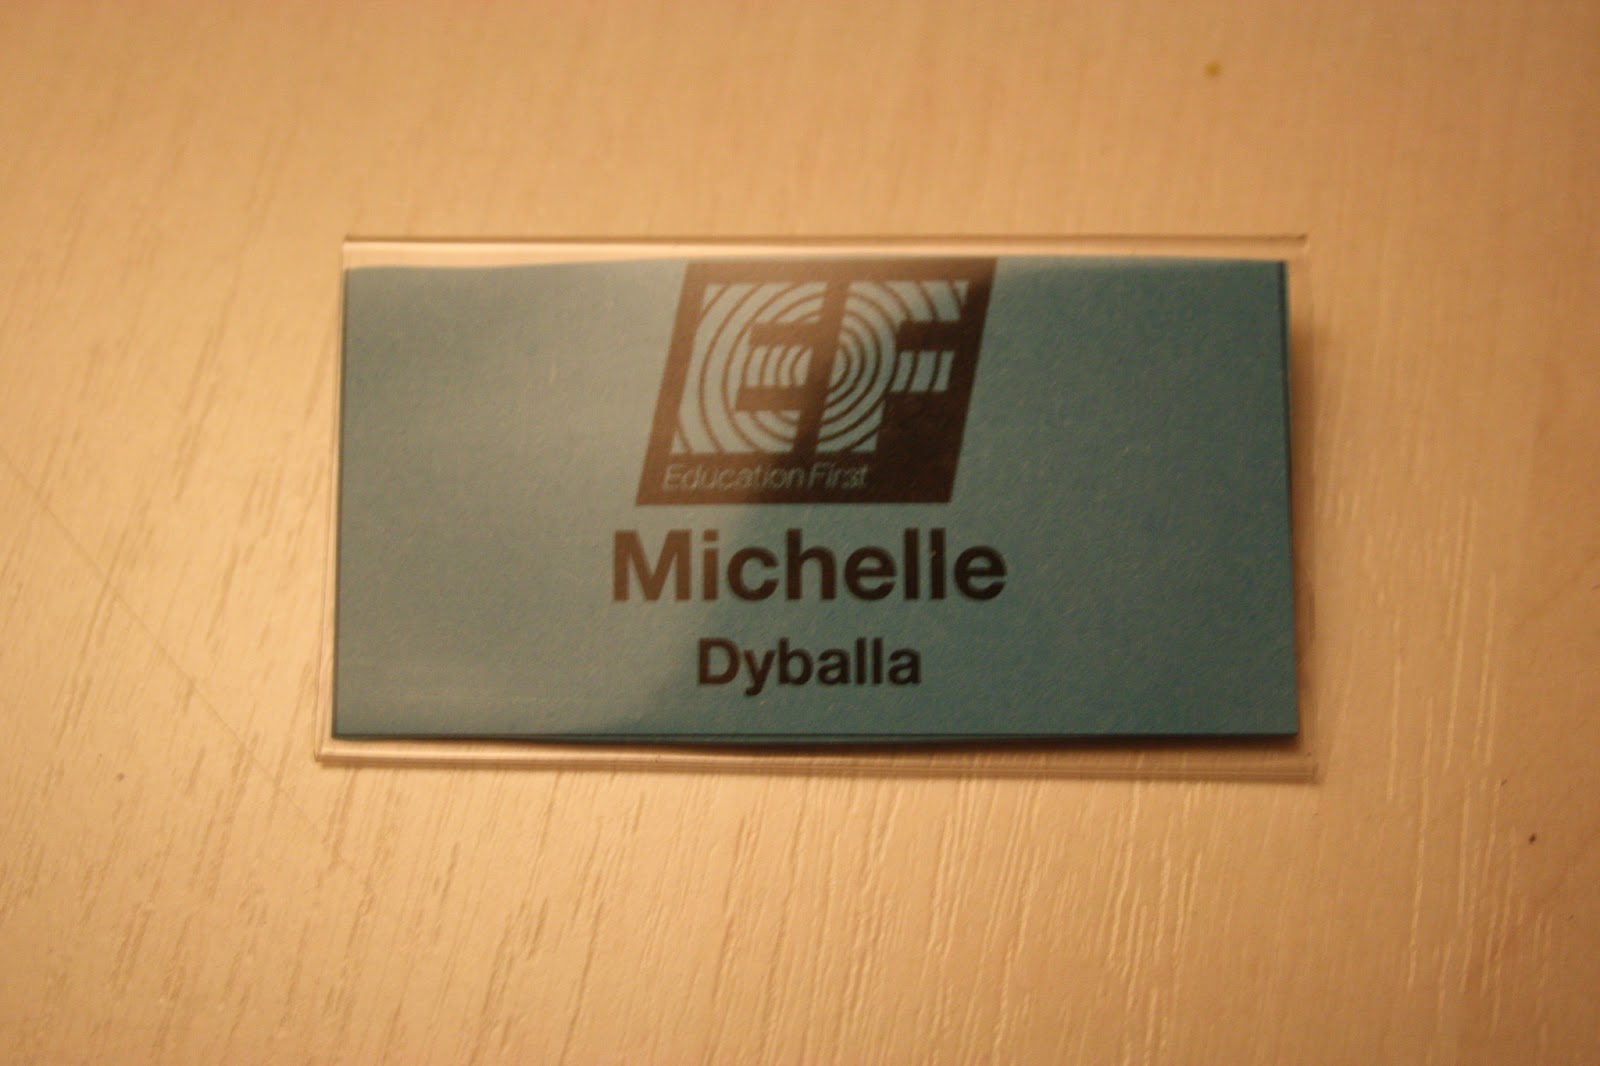 EF
Education First
Michelle
Dyballa